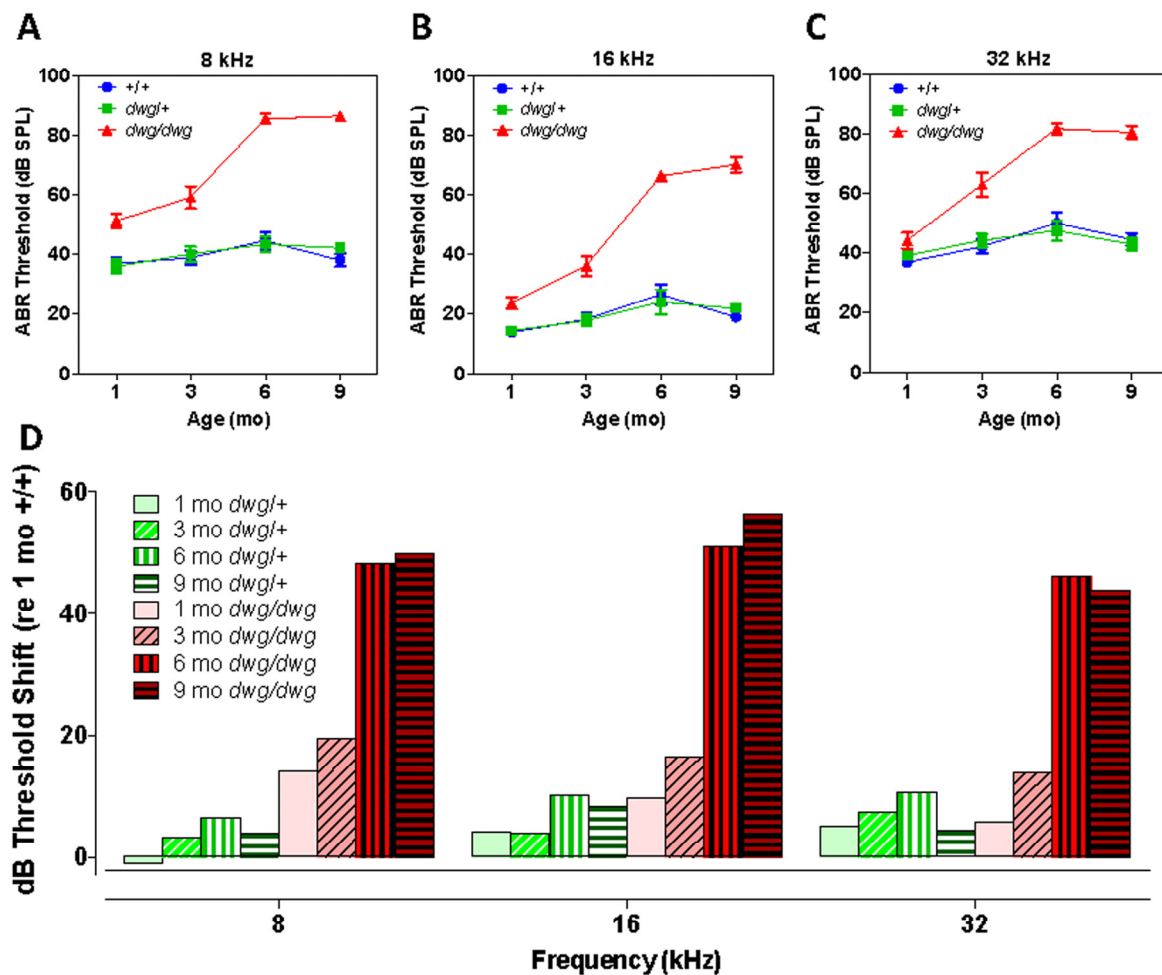 A
8 kHz
ABR Threshold (dB SPL)
100
80
60
40
20
0
+/+
dwg/+
dwg/dwg
1 3 6 9
Age (mo)
B
16 kHz
ABR Threshold (dB SPL)
100
80
60
40
20
0
+/+
dwg/+
dwg/dwg
1 3 6 9
Age (mo)
C
32 kHz
ABR Threshold (dB SPL)
100
80
60
40
20
0
+/+
dwg/+
dwg/dwg
1 3 6 9
Age (mo)
D
dB Threshold Shift (re 1 mo +/+)
60
40
20
0
1 mo dwg/+
3 mo dwg/+
6 mo dwg/+
9 mo dwg/+
1 mo dwg/dwg
3 mo dwg/dwg
6 mo dwg/dwg
9 mo dwg/dwg
8 16 32
Frequency (kHz)